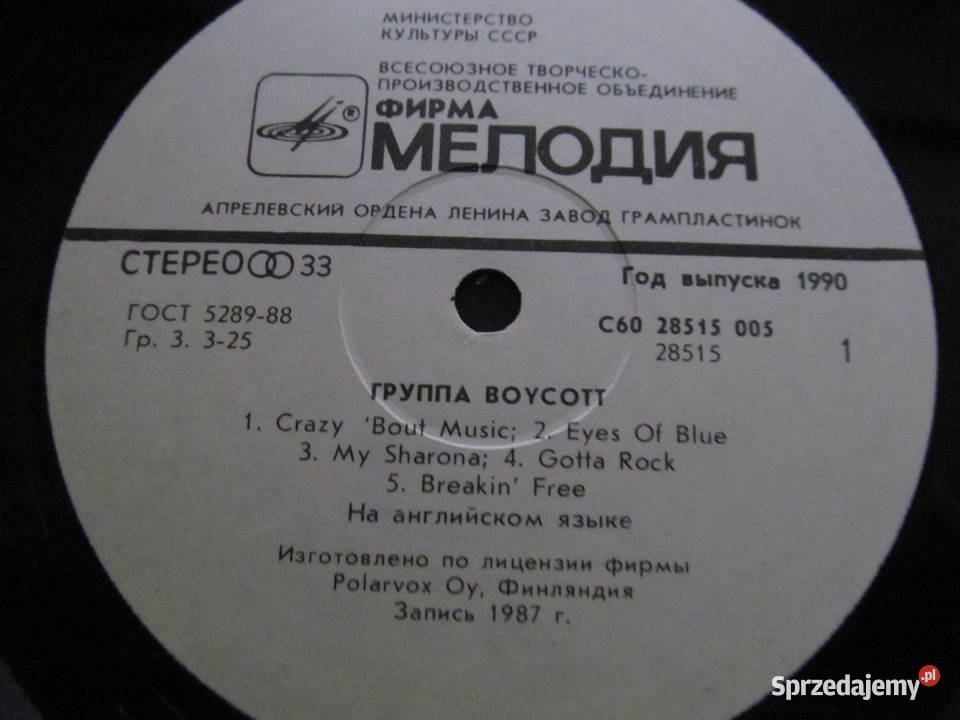 МИНИСТЕРСТВО
КУЛЬТУРЫ СССР
ВСЕСОЮЗНОЕ ТВОРЧЕСКО-
ПРОИЗВОДСТВЕННОЕ ОБЪЕДИНЕНИЕ
®
ФИРМА
МЕЛОДИЯ
АПРЕЛЕВСКИЙ ОРДЕНА ЛЕНИНА ЗАВОД ГРАМПЛАСТИНОК
СТЕРЕО 33
Год выпуска 1990
ГОСТ 5289-88
Гр. 3. 3-25
С60 28515 005
28515
1
ГРУППА BOYCOTT
1. Crazy 'Bout Music; 2. Eyes Of Blue
3. My Sharona; 4. Gotta Rock
5. Breakin' Free
На английском языке
Изготовлено по лицензии фирмы
Polarvox Oy, Финляндия
Запись 1987 г.
Sprzedajemy.pl